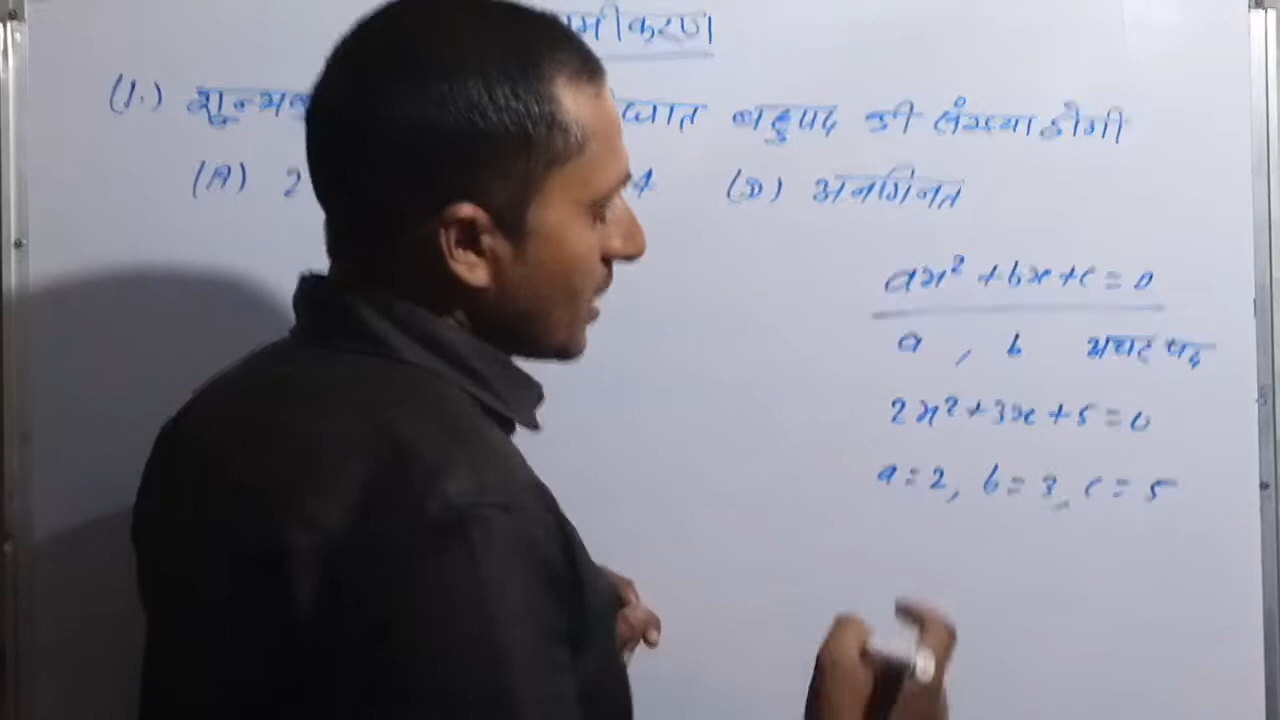 मीकरण
(1.) शून्यक घात बहुपद की संख्या होगी
(A) 2 4 (D) अनगिनत
ax² + bx + c = 0
a , b अचर पद
2x² + 3x + 5 = 0
a = 2, b = 3, c = 5